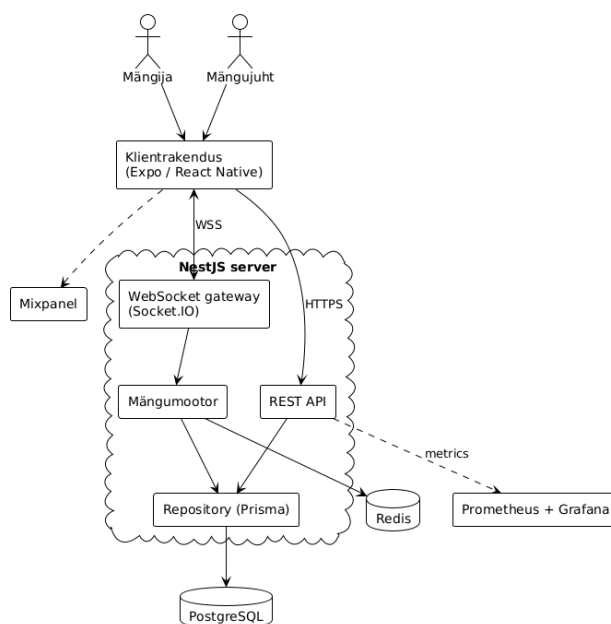 Mängija
Mängujuht
Klientrakendus
(Expo / React Native)
WSS
NestJS server
Mixpanel
WebSocket gateway
(Socket.IO)
HTTPS
Mängumootor
REST API
metrics
Repository (Prisma)
Redis
Prometheus + Grafana
PostgreSQL